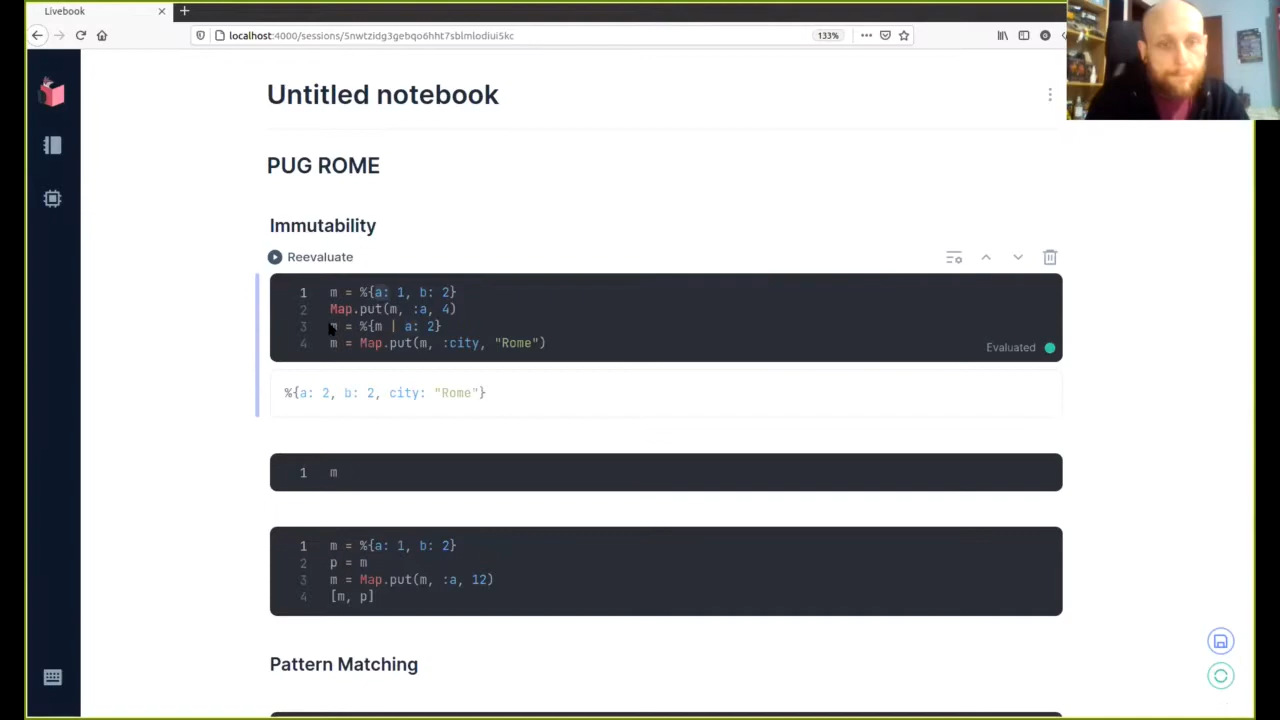 Livebook
localhost:4000/sessions/5nwtzidg3gebqo6hht7sblmlodiui5kc
133%
Untitled notebook
PUG ROME
Immutability
Reevaluate
1 m = %{a: 1, b: 2}
2 Map.put(m, :a, 4)
3 m = %{m | a: 2}
4 m = Map.put(m, :city, "Rome")
Evaluated
%{a: 2, b: 2, city: "Rome"}
1 m
1 m = %{a: 1, b: 2}
2 p = m
3 m = Map.put(m, :a, 12)
4 [m, p]
Pattern Matching